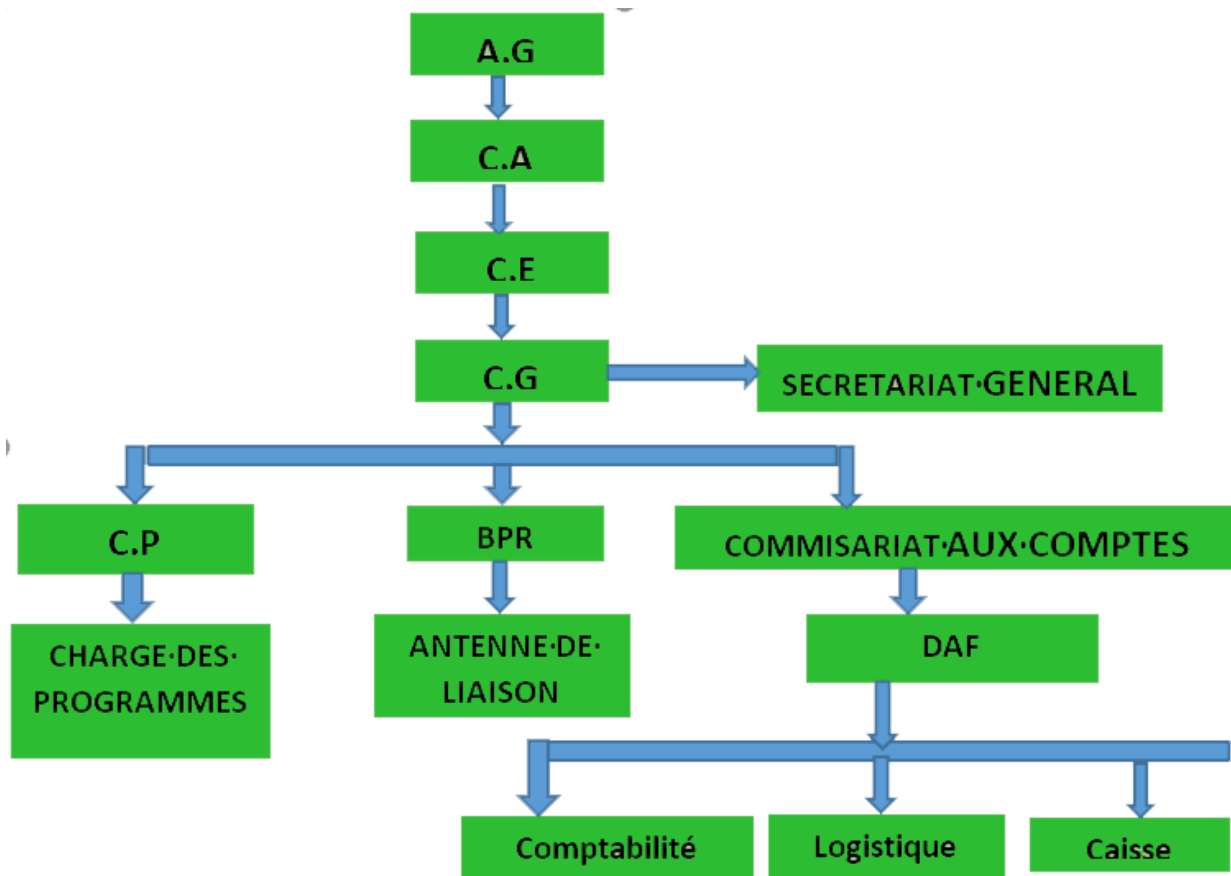 A.G
C.A
C.E
C.G
SECRETARIAT·GENERAL
C.P
BPR
COMMISARIAT·AUX·COMPTES
CHARGE·DES·
PROGRAMMES
ANTENNE·DE·
LIAISON
DAF
Comptabilité
Logistique
Caisse